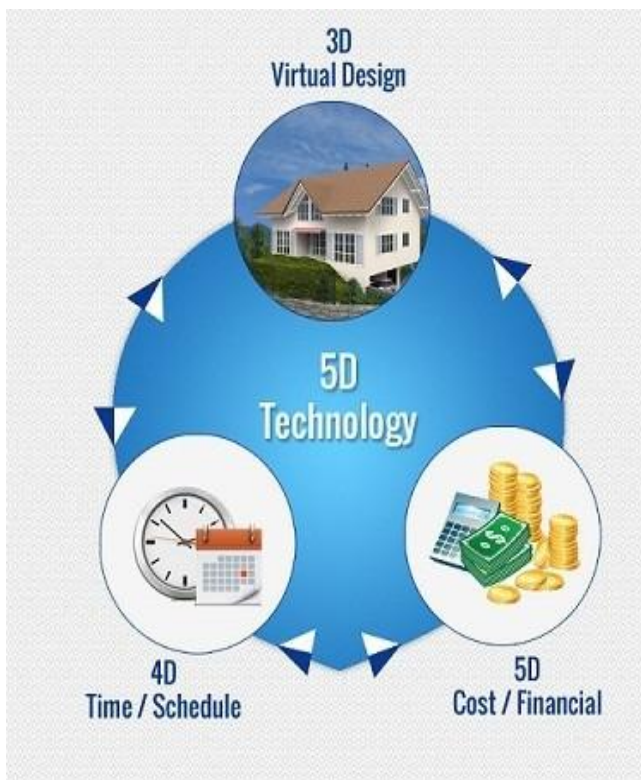 3D
Virtual Design
5D
Technology
4D
Time / Schedule
5D
Cost / Financial